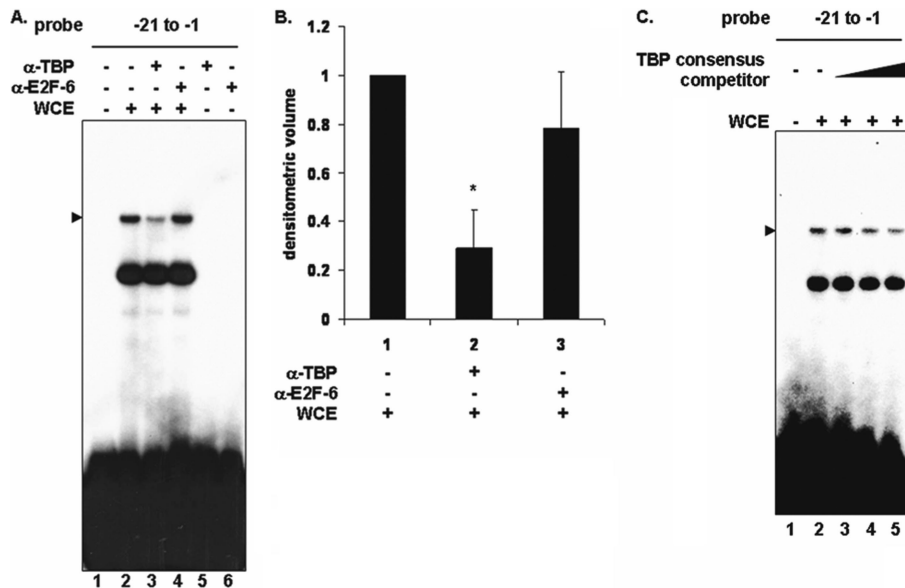 A.
probe -21 to -1
α-TBP - - + - + -
α-E2F-6 - - - + - +
WCE - + + + - -
1 2 3 4 5 6
B.
densitometric volume
1
0.8
0.6
0.4
0.2
0
*
1 2 3
α-TBP - + -
α-E2F-6 - - +
WCE + + +
C.
probe -21 to -1
TBP consensus
competitor - -
WCE - + + + +
1 2 3 4 5